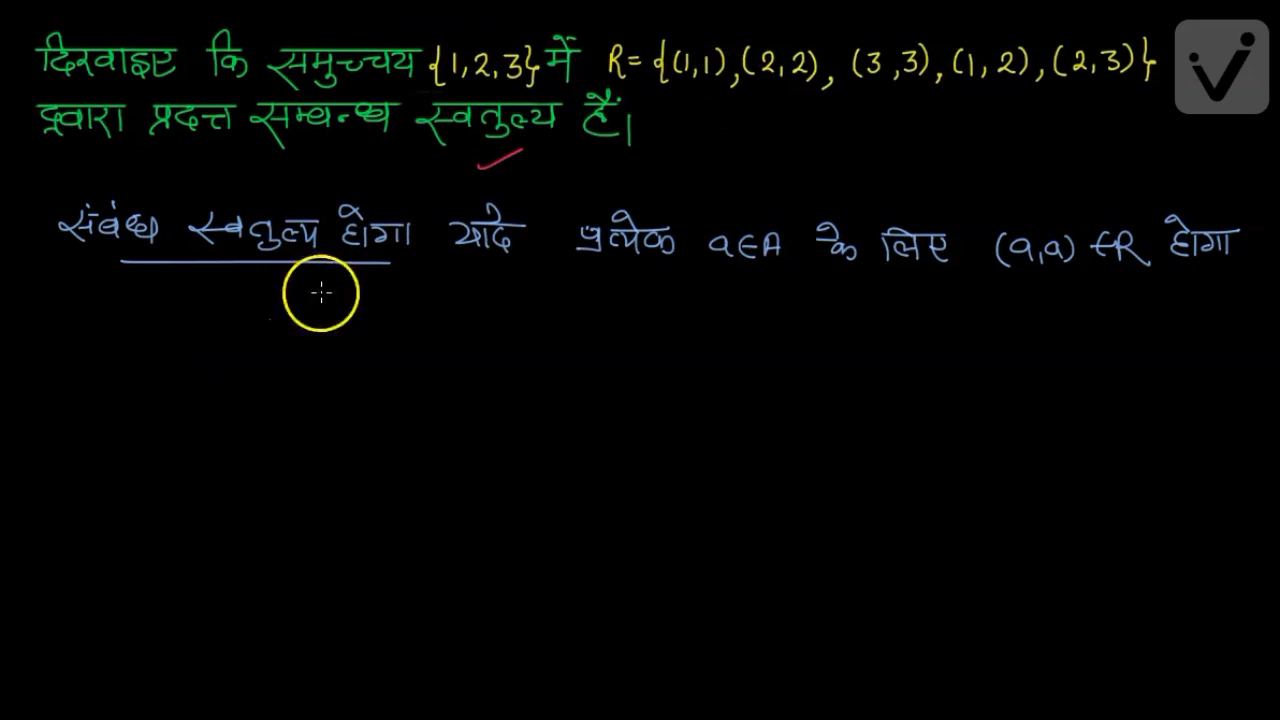 दिखाइए कि समुच्चय {1,2,3} में R= {(1,1),(2,2), (3,3),(1,2),(2,3)}
द्वारा प्रदत्त सम्बन्ध स्वतुल्य हैं।
संबंध स्वतुल्य होगा यदि प्रत्येक a∈A के लिए (a,a) ∈R होगा